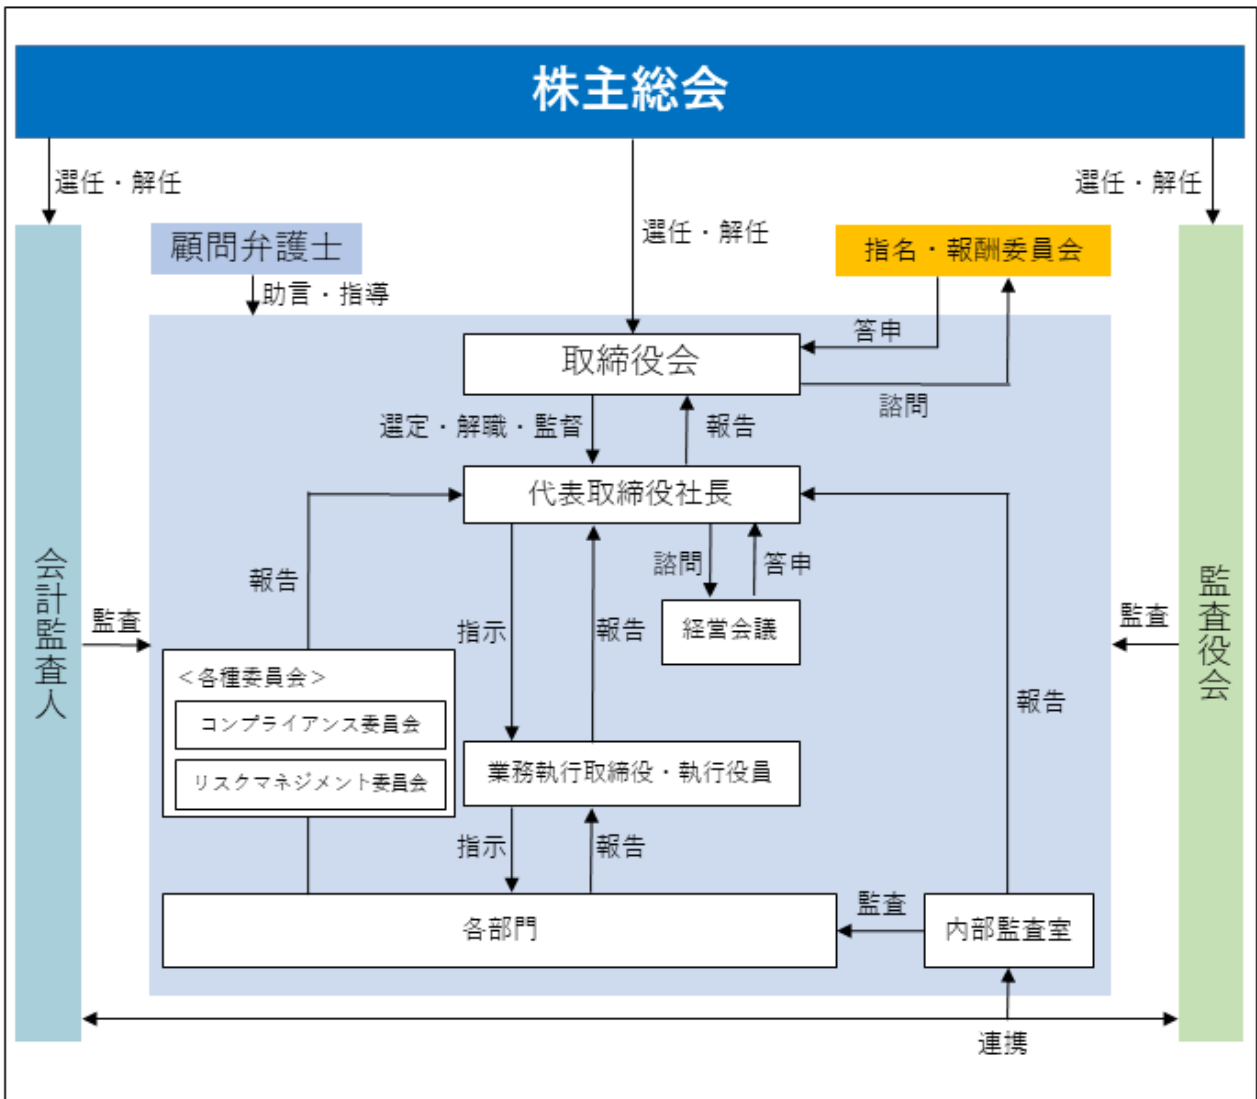 株主総会
選任・解任
選任・解任
選任・解任
顧問弁護士
指名・報酬委員会
助言・指導
答申
取締役会
諮問
選定・解職・監督
報告
代表取締役社長
会計監査人
監査役会
報告
諮問
答申
監査
監査
指示
報告
経営会議
＜各種委員会＞
コンプライアンス委員会
リスクマネジメント委員会
報告
業務執行取締役・執行役員
指示
報告
各部門
監査
内部監査室
連携